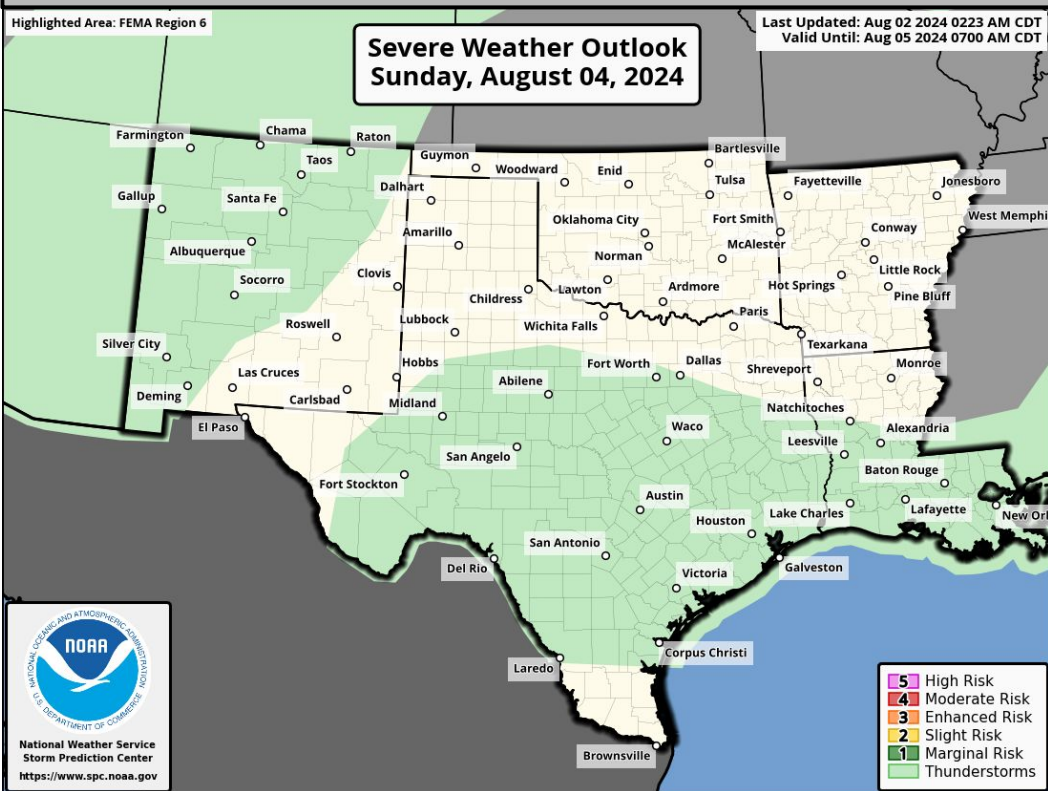 Highlighted Area: FEMA Region 6
Last Updated: Aug 02 2024 0223 AM CDT
Valid Until: Aug 05 2024 0700 AM CDT
Severe Weather Outlook
Sunday, August 04, 2024
Farmington
Chama
Raton
Taos
Guymon
Woodward
Enid
Bartlesville
Tulsa
Fayetteville
Jonesboro
Gallup
Santa Fe
Dalhart
Oklahoma City
Fort Smith
West Memphi
Albuquerque
Amarillo
Norman
McAlester
Conway
Socorro
Clovis
Childress
Lawton
Ardmore
Hot Springs
Little Rock
Pine Bluff
Roswell
Lubbock
Wichita Falls
Paris
Texarkana
Silver City
Las Cruces
Hobbs
Abilene
Fort Worth
Dallas
Shreveport
Monroe
Deming
Carlsbad
Midland
Natchitoches
El Paso
San Angelo
Waco
Leesville
Alexandria
Fort Stockton
Baton Rouge
Austin
Houston
Lake Charles
Lafayette
New Orl
Del Rio
San Antonio
Galveston
Victoria
Laredo
Corpus Christi
Brownsville
NATIONAL OCEANIC AND ATMOSPHERIC ADMINISTRATION
NOAA
U.S. DEPARTMENT OF COMMERCE
National Weather Service
Storm Prediction Center
https://www.spc.noaa.gov
5 High Risk
4 Moderate Risk
3 Enhanced Risk
2 Slight Risk
1 Marginal Risk
Thunderstorms